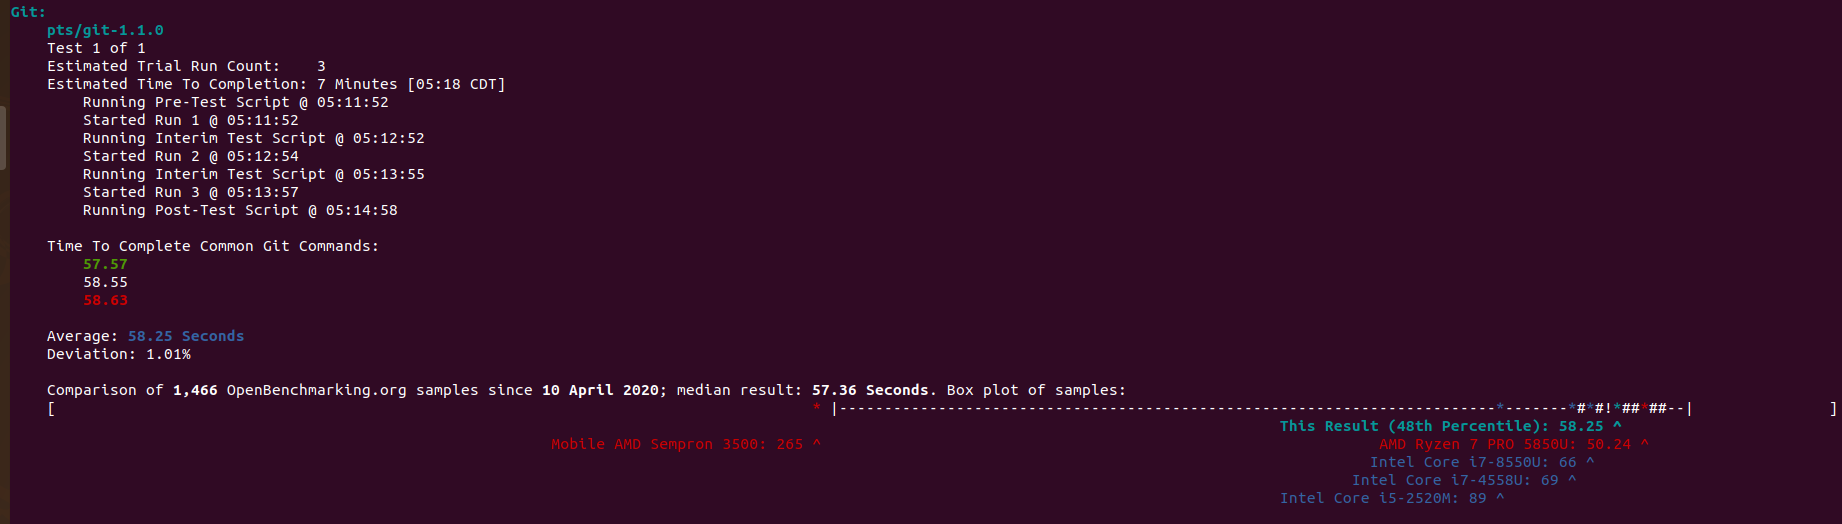 Git:
pts/git-1.1.0
Test 1 of 1
Estimated Trial Run Count:    3
Estimated Time To Completion: 7 Minutes [05:18 CDT]
Running Pre-Test Script @ 05:11:52
Started Run 1 @ 05:11:52
Running Interim Test Script @ 05:12:52
Started Run 2 @ 05:12:54
Running Interim Test Script @ 05:13:55
Started Run 3 @ 05:13:57
Running Post-Test Script @ 05:14:58
Time To Complete Common Git Commands:
57.57
58.55
58.63
Average: 58.25 Seconds
Deviation: 1.01%
Comparison of 1,466 OpenBenchmarking.org samples since 10 April 2020; median result: 57.36 Seconds. Box plot of samples:
[                                                                                    * |-------------------------------------------------------------------------*-------*#*#!*##*##--|               ]
This Result (48th Percentile): 58.25 ^
Mobile AMD Sempron 3500: 265 ^                                                              AMD Ryzen 7 PRO 5850U: 50.24 ^
Intel Core i7-8550U: 66 ^
Intel Core i7-4558U: 69 ^
Intel Core i5-2520M: 89 ^